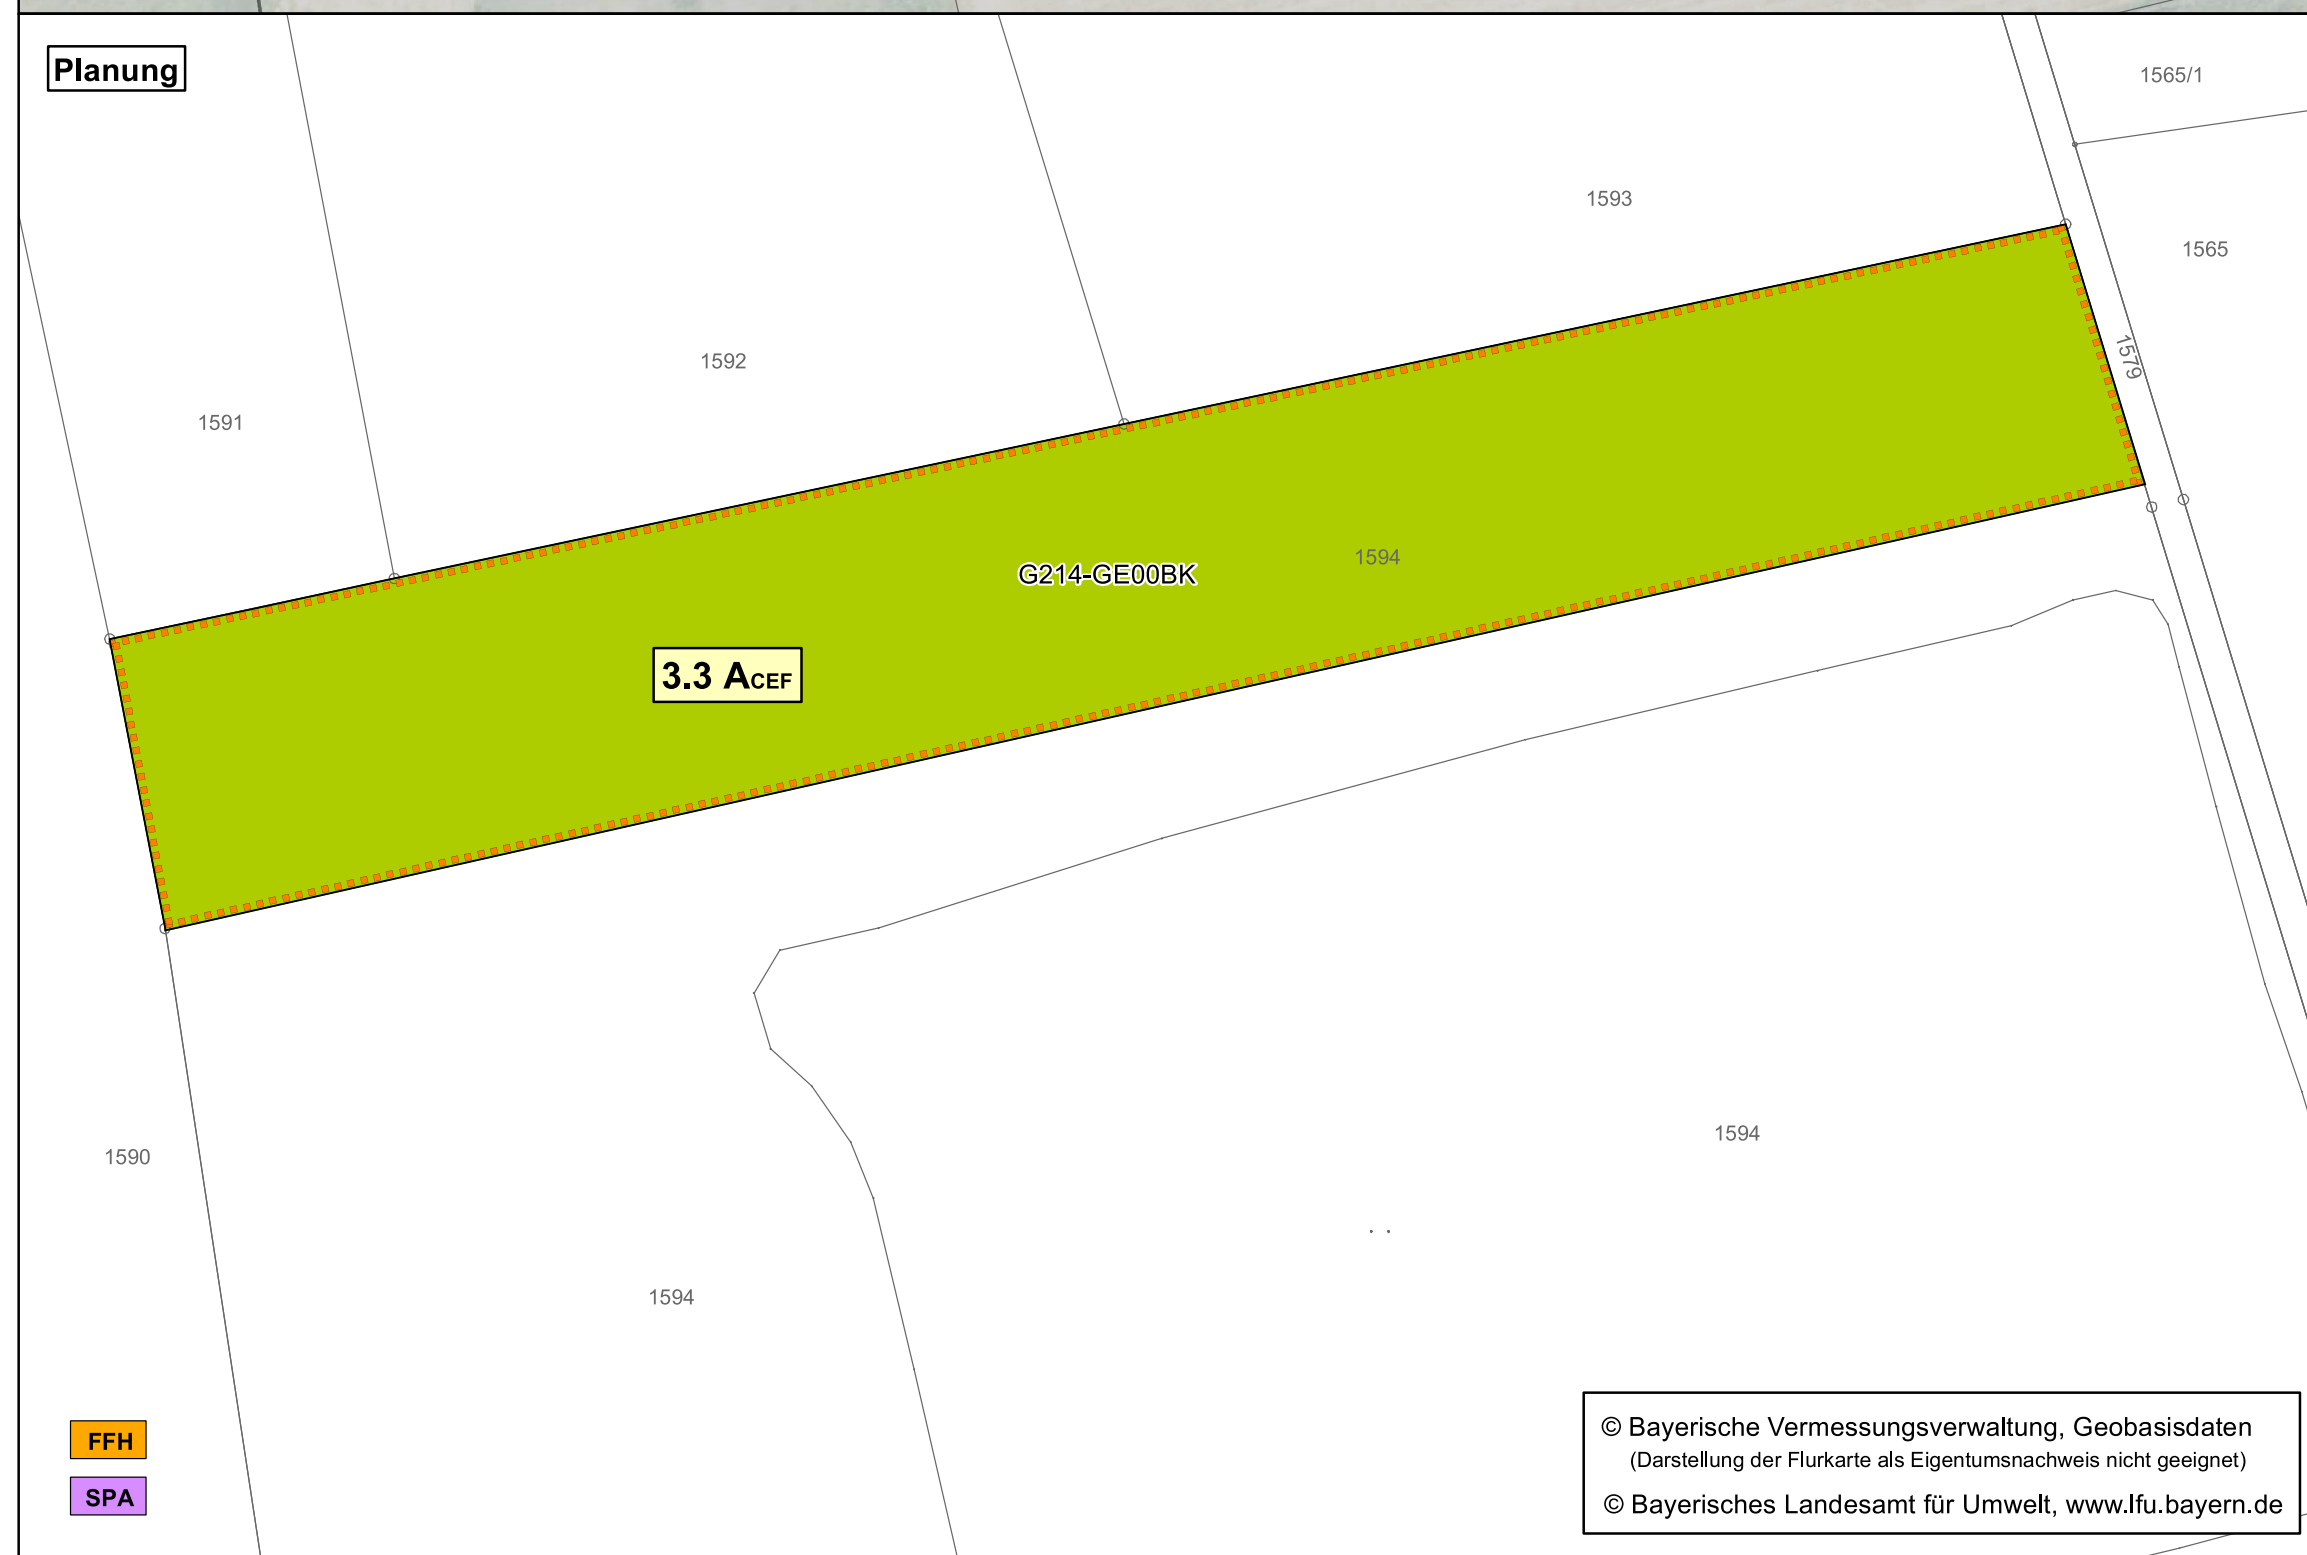 Planung
1565/1
1593
1565
1579
1592
1591
1594
G214-GE00BK
3.3 ACEF
1590
1594
1594
FFH
SPA
© Bayerische Vermessungsverwaltung, Geobasisdaten
(Darstellung der Flurkarte als Eigentumsnachweis nicht geeignet)
© Bayerisches Landesamt für Umwelt, www.lfu.bayern.de